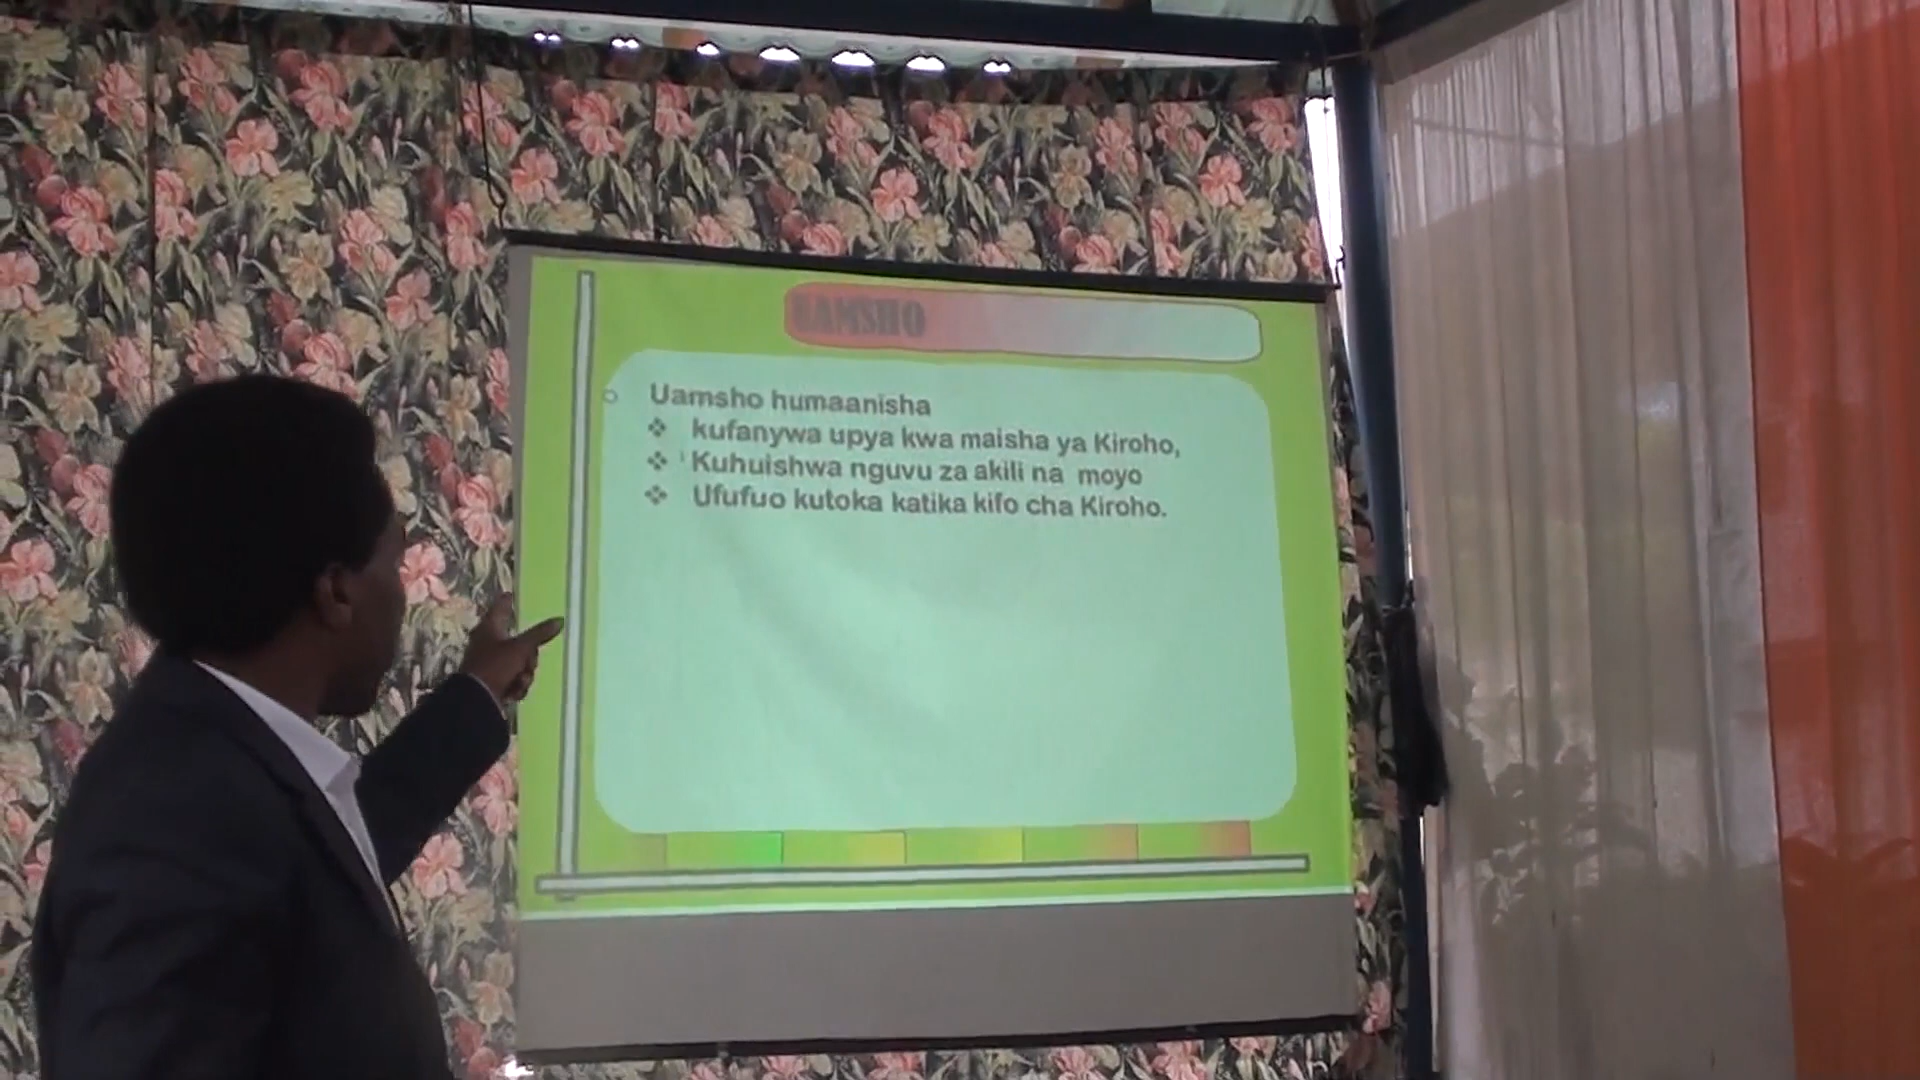 UAMSHO
Uamsho humaanisha
kufanywa upya kwa maisha ya Kiroho,
Kuhuishwa nguvu za akili na moyo
Ufufuo kutoka katika kifo cha Kiroho.